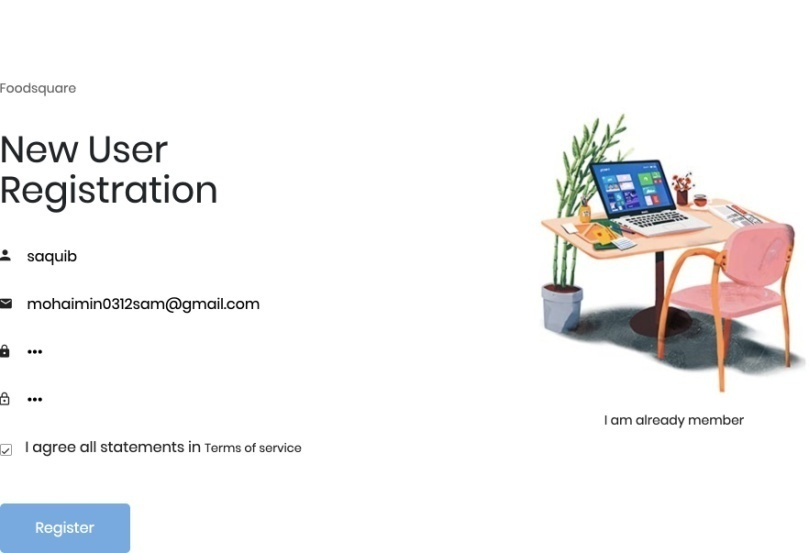 Foodsquare
New User
Registration
saquib
mohaimin0312sam@gmail.com
•••
•••
I agree all statements in Terms of service
Register
I am already member